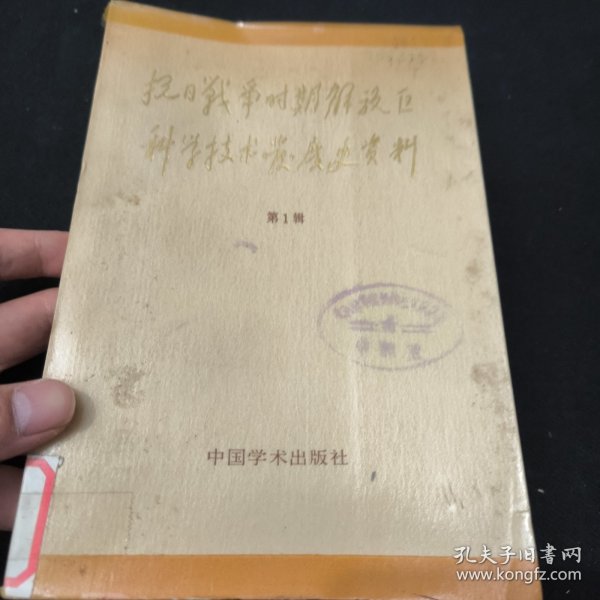 抗日战争时期解放区
科学技术发展史资料
第1辑
中国学术出版社
孔夫子旧书网
www.kongfz.com